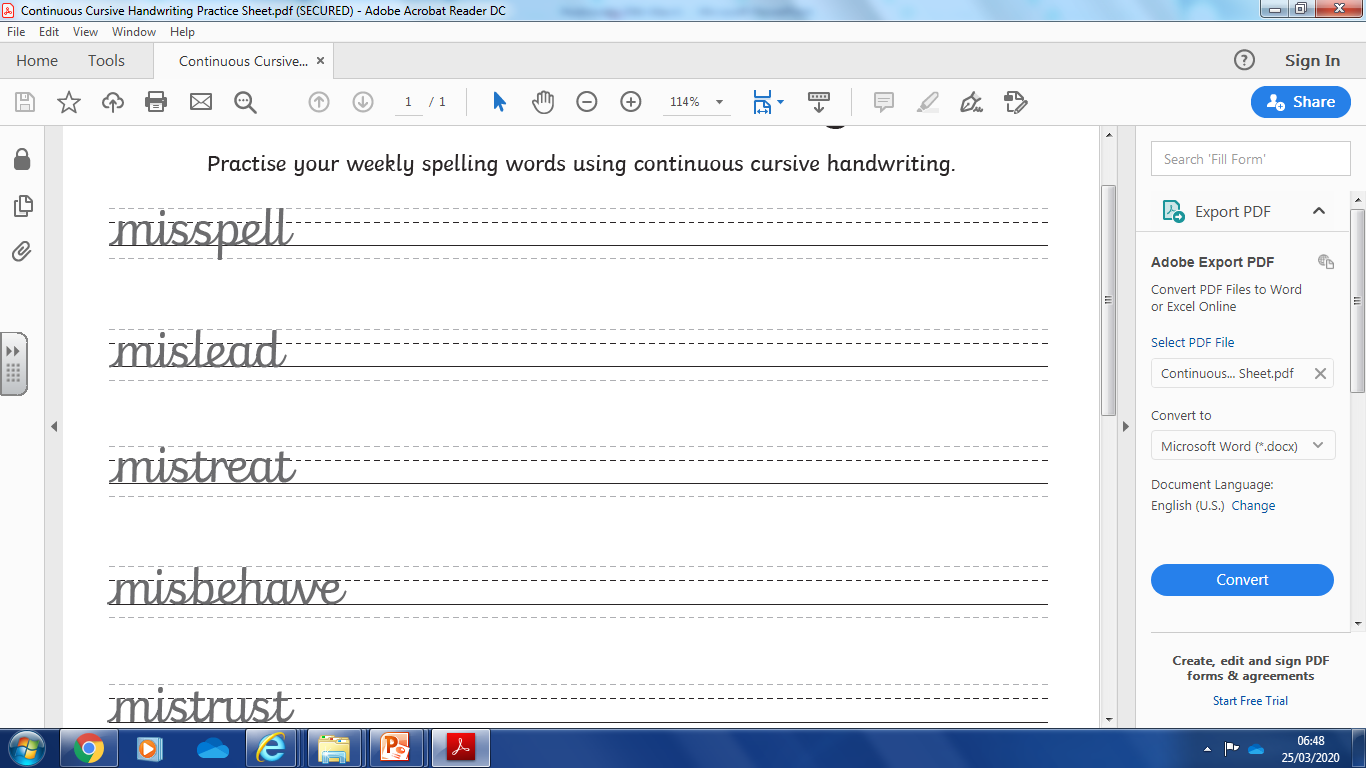 Continuous Cursive Handwriting Practice Sheet.pdf (SECURED) - Adobe Acrobat Reader DC
File Edit View Window Help
Home Tools Continuous Cursive... × ? Sign In
1 / 1 114% Share
Practise your weekly spelling words using continuous cursive handwriting.
misspell
mislead
mistreat
misbehave
mistrust
Search 'Fill Form'
Export PDF
Adobe Export PDF
Convert PDF Files to Word
or Excel Online
Select PDF File
Continuous... Sheet.pdf
Convert to
Microsoft Word (*.docx)
Document Language:
English (U.S.) Change
Convert
Create, edit and sign PDF
forms & agreements
Start Free Trial
06:48
25/03/2020